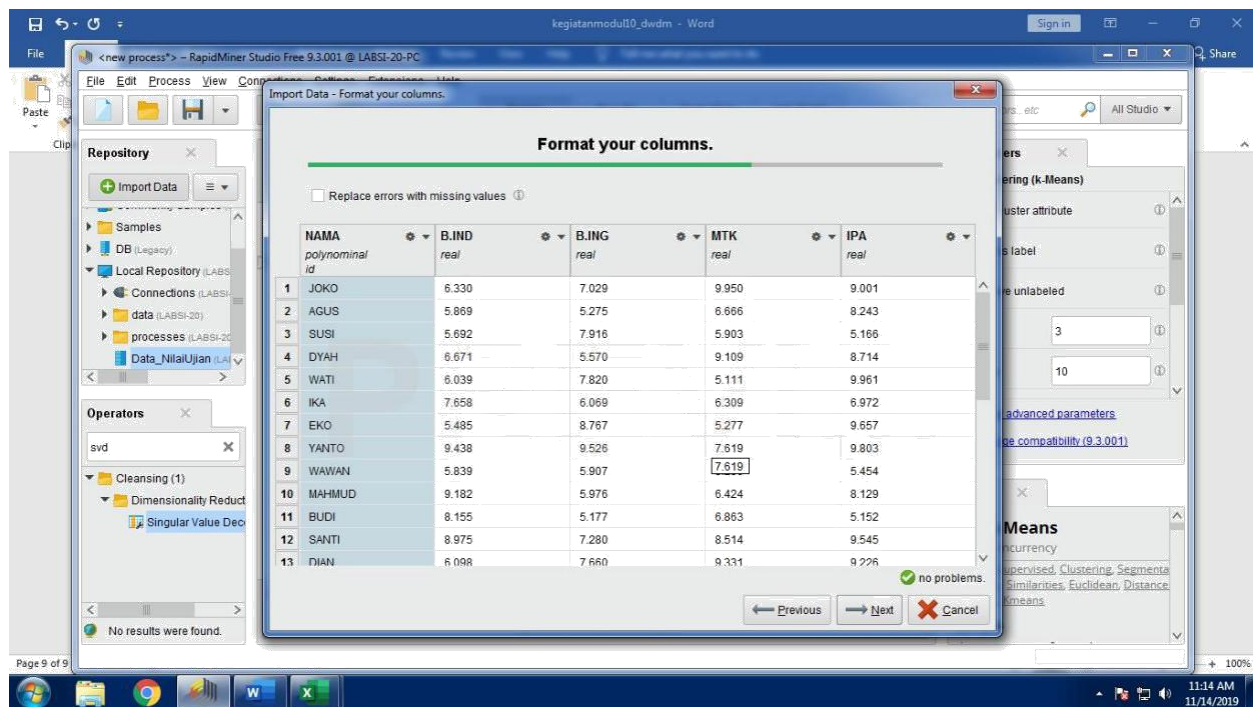 kegiatanmodul10_dwdm - Word
Sign in
File
<new process*> – RapidMiner Studio Free 9.3.001 @ LABSI-20-PC
Share
File Edit Process View
Import Data - Format your columns.
Paste
etc
All Studio
Format your columns.
Repository
Import Data
Replace errors with missing values
Samples
DB (Legacy)
Local Repository
Connections
data (LABSI-20)
processes
Data_NilaiUjian
NAMA B.IND B.ING MTK IPA
polynominal real real real real
id
1 JOKO 6.330 7.029 9.950 9.001
2 AGUS 5.869 5.275 6.666 8.243
3 SUSI 5.692 7.916 5.903 5.166
4 DYAH 6.671 5.570 9.109 8.714
5 WATI 6.039 7.820 5.111 9.961
6 IKA 7.658 6.069 6.309 6.972
7 EKO 5.485 8.767 5.277 9.657
8 YANTO 9.438 9.526 7.619 9.803
9 WAWAN 5.839 5.907 7.619 5.454
10 MAHMUD 9.182 5.976 6.424 8.129
11 BUDI 8.155 5.177 6.863 5.152
12 SANTI 8.975 7.280 8.514 9.545
13 DIAN 6.098 7.660 9.331 9.226
no problems.
Previous
Next
Cancel
Operators
svd
Cleansing (1)
Dimensionality Reduct
Singular Value Dec
No results were found.
(k-Means)
attribute
label
unlabeled
3
10
advanced parameters
compatibility (9.3.001)
Means
Clustering, Segmenta
Similarities, Euclidean, Distance
Page 9 of 9
100%
11:14 AM
11/14/2019